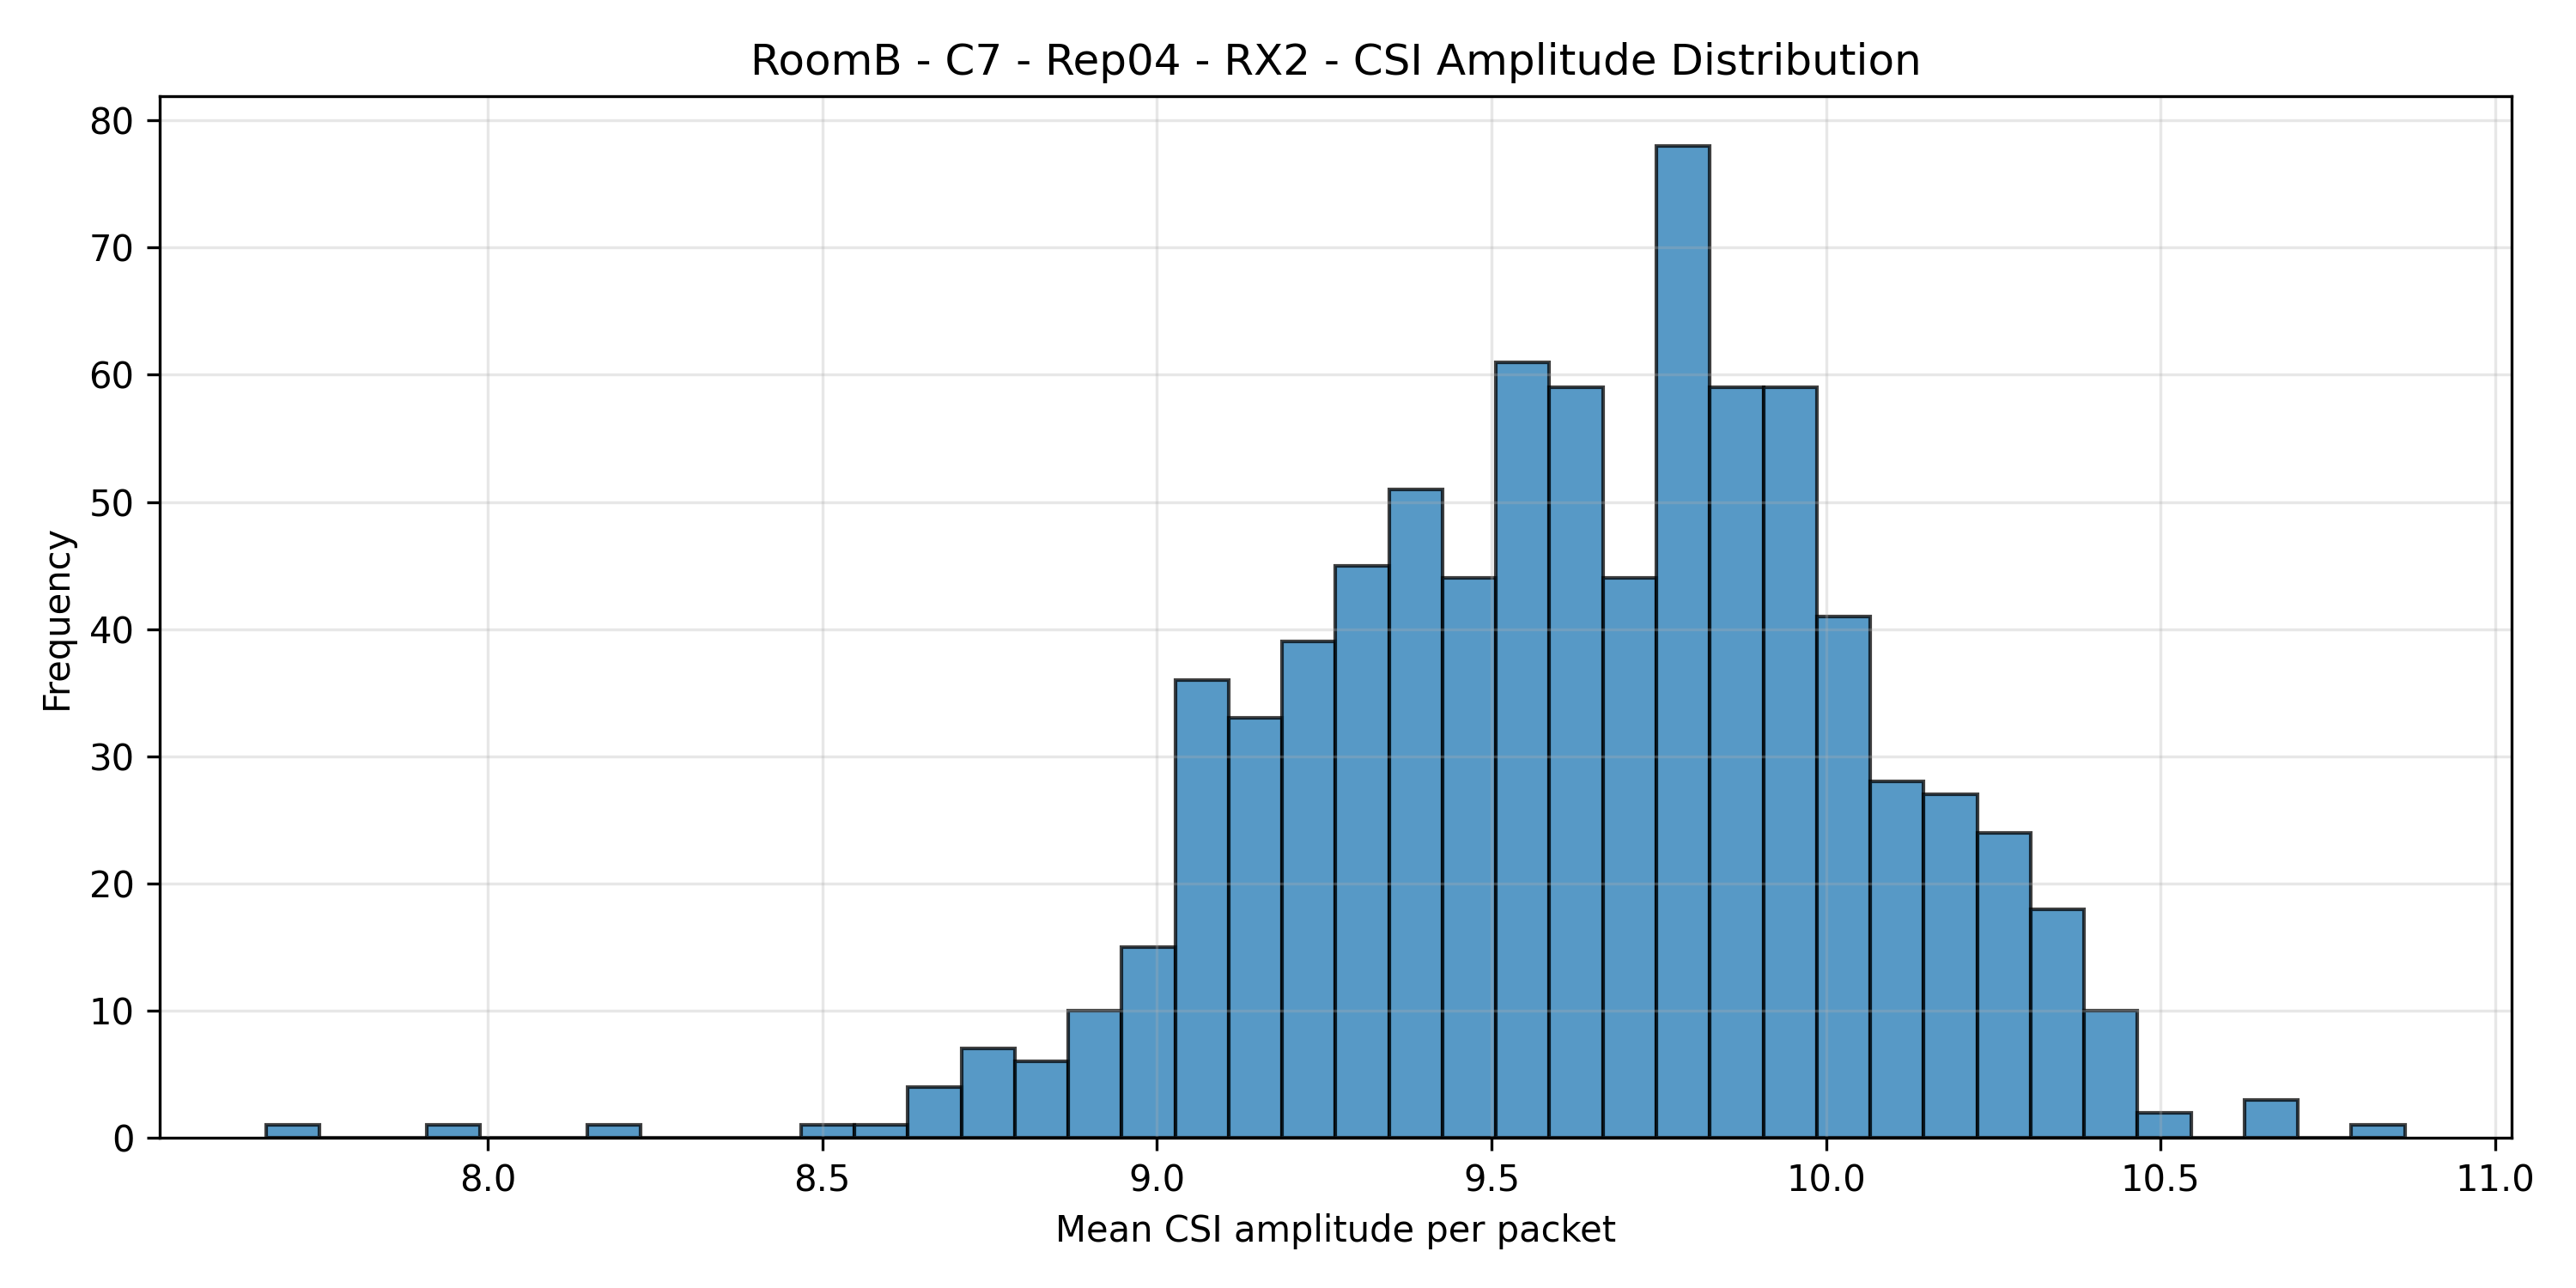 RoomB - C7 - Rep04 - RX2 - CSI Amplitude Distribution
80
70
60
50
40
30
20
10
0
Frequency
8.0 8.5 9.0 9.5 10.0 10.5 11.0
Mean CSI amplitude per packet